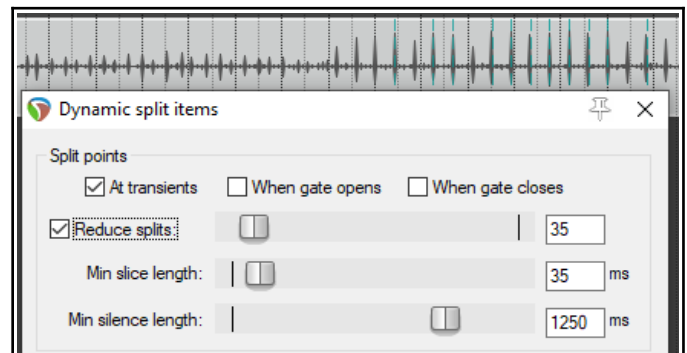 Dynamic split items
Split points
At transients When gate opens When gate closes
Reduce splits: 35
Min slice length: 35 ms
Min silence length: 1250 ms